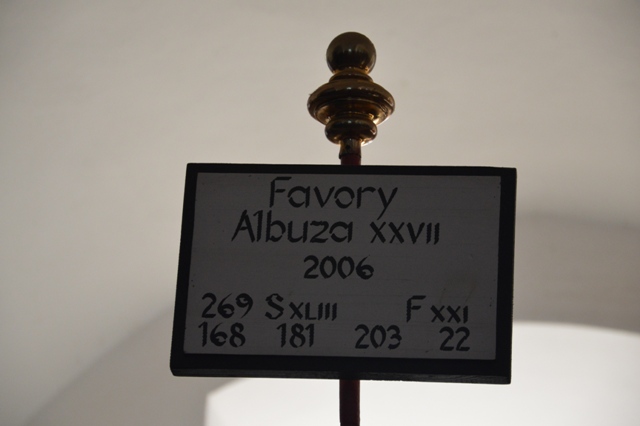 Favory
Albuza XXVII
2006
269 S XLIII F XXI
168 181 203 22